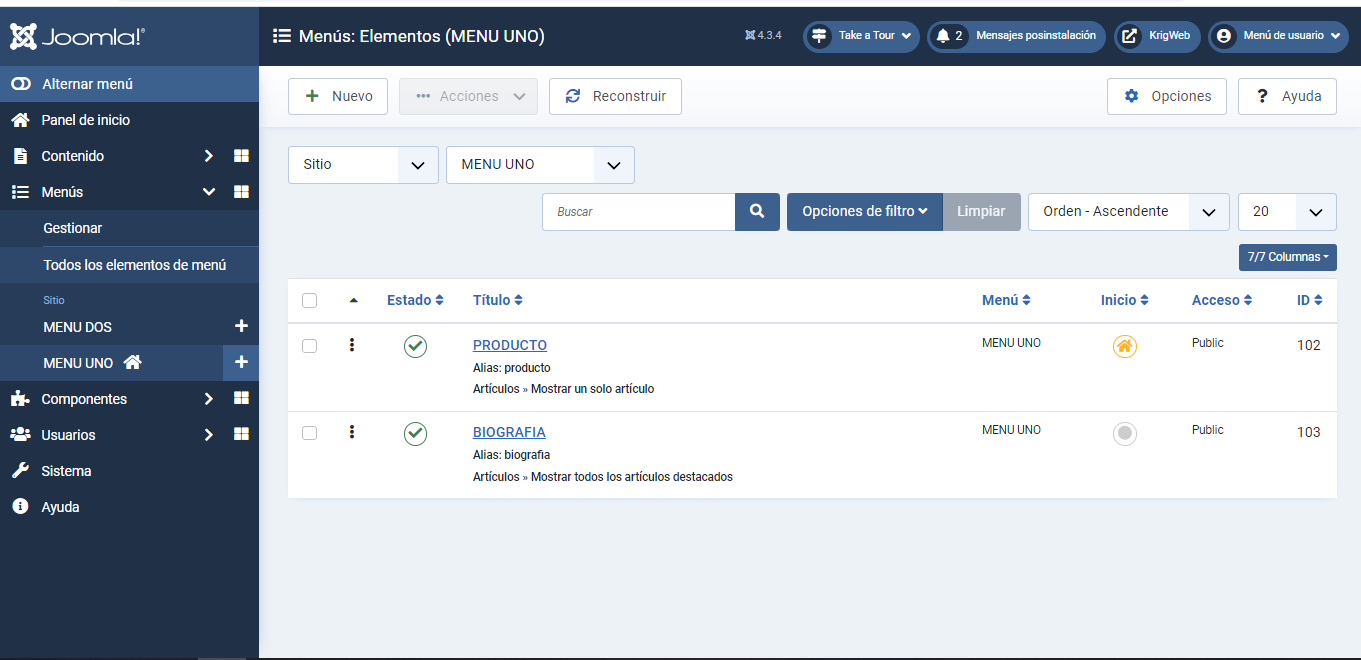 Joomla!®
Menús: Elementos (MENU UNO)
4.3.4
Take a Tour
2 Mensajes posinstalación
KrigWeb
Menú de usuario
Alternar menú
Panel de inicio
Contenido
Menús
Gestionar
Todos los elementos de menú
Sitio
MENU DOS
MENU UNO
Componentes
Usuarios
Sistema
Ayuda
Nuevo
Acciones
Reconstruir
Opciones
? Ayuda
Sitio
MENU UNO
Buscar
Opciones de filtro
Limpiar
Orden - Ascendente
20
7/7 Columnas
Estado Título Menú Inicio Acceso ID
PRODUCTO MENU UNO Public 102
Alias: producto
Artículos » Mostrar un solo artículo
BIOGRAFIA MENU UNO Public 103
Alias: biografia
Artículos » Mostrar todos los artículos destacados